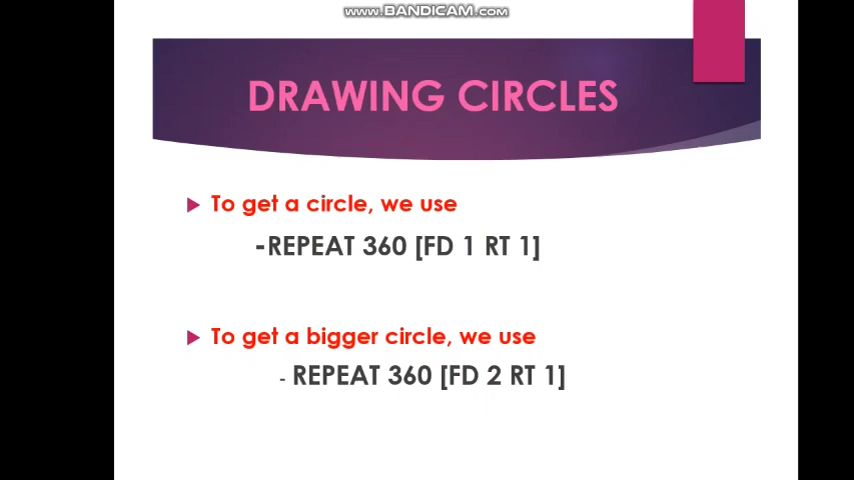 www.BANDICAM.com
DRAWING CIRCLES
To get a circle, we use
-REPEAT 360 [FD 1 RT 1]
To get a bigger circle, we use
- REPEAT 360 [FD 2 RT 1]